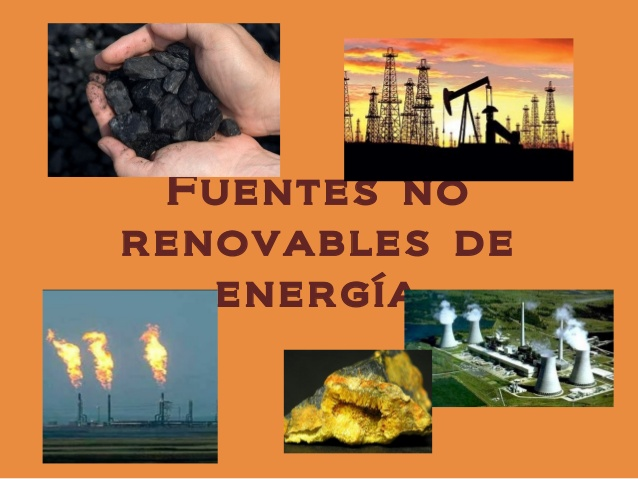 Fuentes no
renovables de
energía